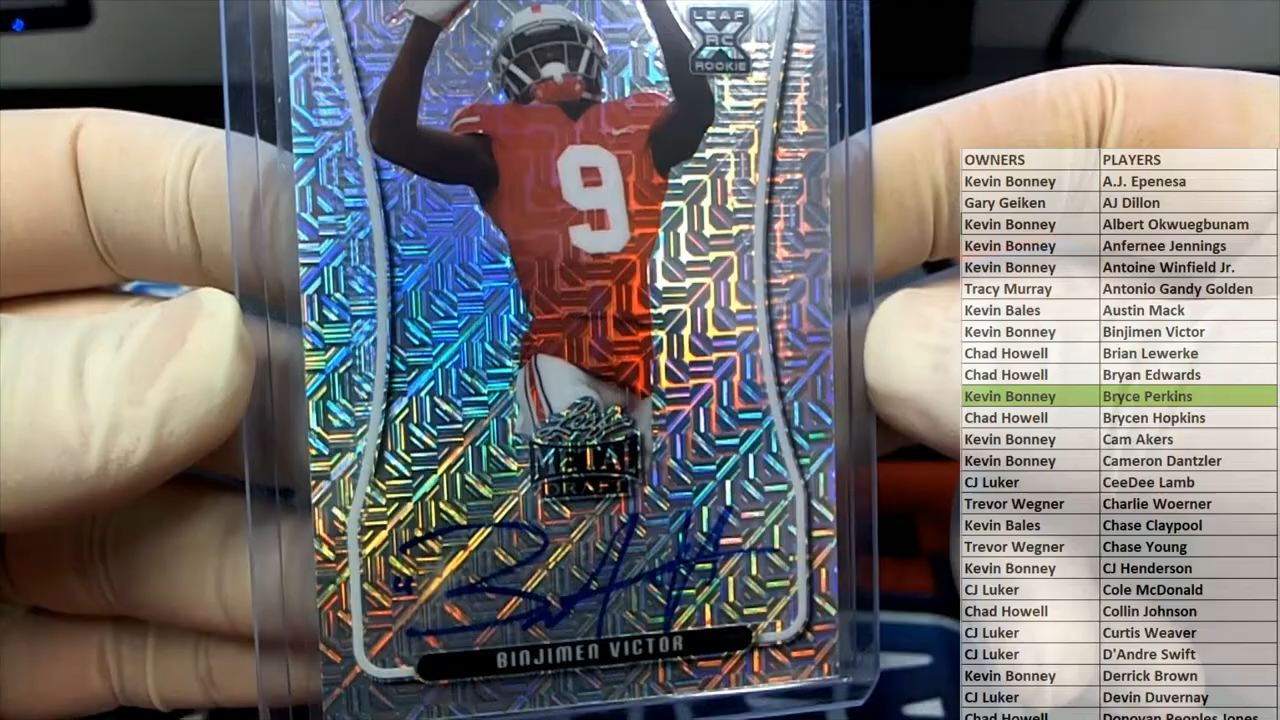 LEAF
RC
ROOKIE
9
Leaf
METAL
DRAFT
BINJIMEN VICTOR
OWNERS PLAYERS
Kevin Bonney A.J. Epenesa
Gary Geiken AJ Dillon
Kevin Bonney Albert Okwuegbunam
Kevin Bonney Anfernee Jennings
Kevin Bonney Antoine Winfield Jr.
Tracy Murray Antonio Gandy Golden
Kevin Bales Austin Mack
Kevin Bonney Binjimen Victor
Chad Howell Brian Lewerke
Chad Howell Bryan Edwards
Kevin Bonney Bryce Perkins
Chad Howell Brycen Hopkins
Kevin Bonney Cam Akers
Kevin Bonney Cameron Dantzler
CJ Luker CeeDee Lamb
Trevor Wegner Charlie Woerner
Kevin Bales Chase Claypool
Trevor Wegner Chase Young
Kevin Bonney CJ Henderson
CJ Luker Cole McDonald
Chad Howell Collin Johnson
CJ Luker Curtis Weaver
CJ Luker D'Andre Swift
Kevin Bonney Derrick Brown
CJ Luker Devin Duvernay
Chad Howell Donovan Peoples Jones